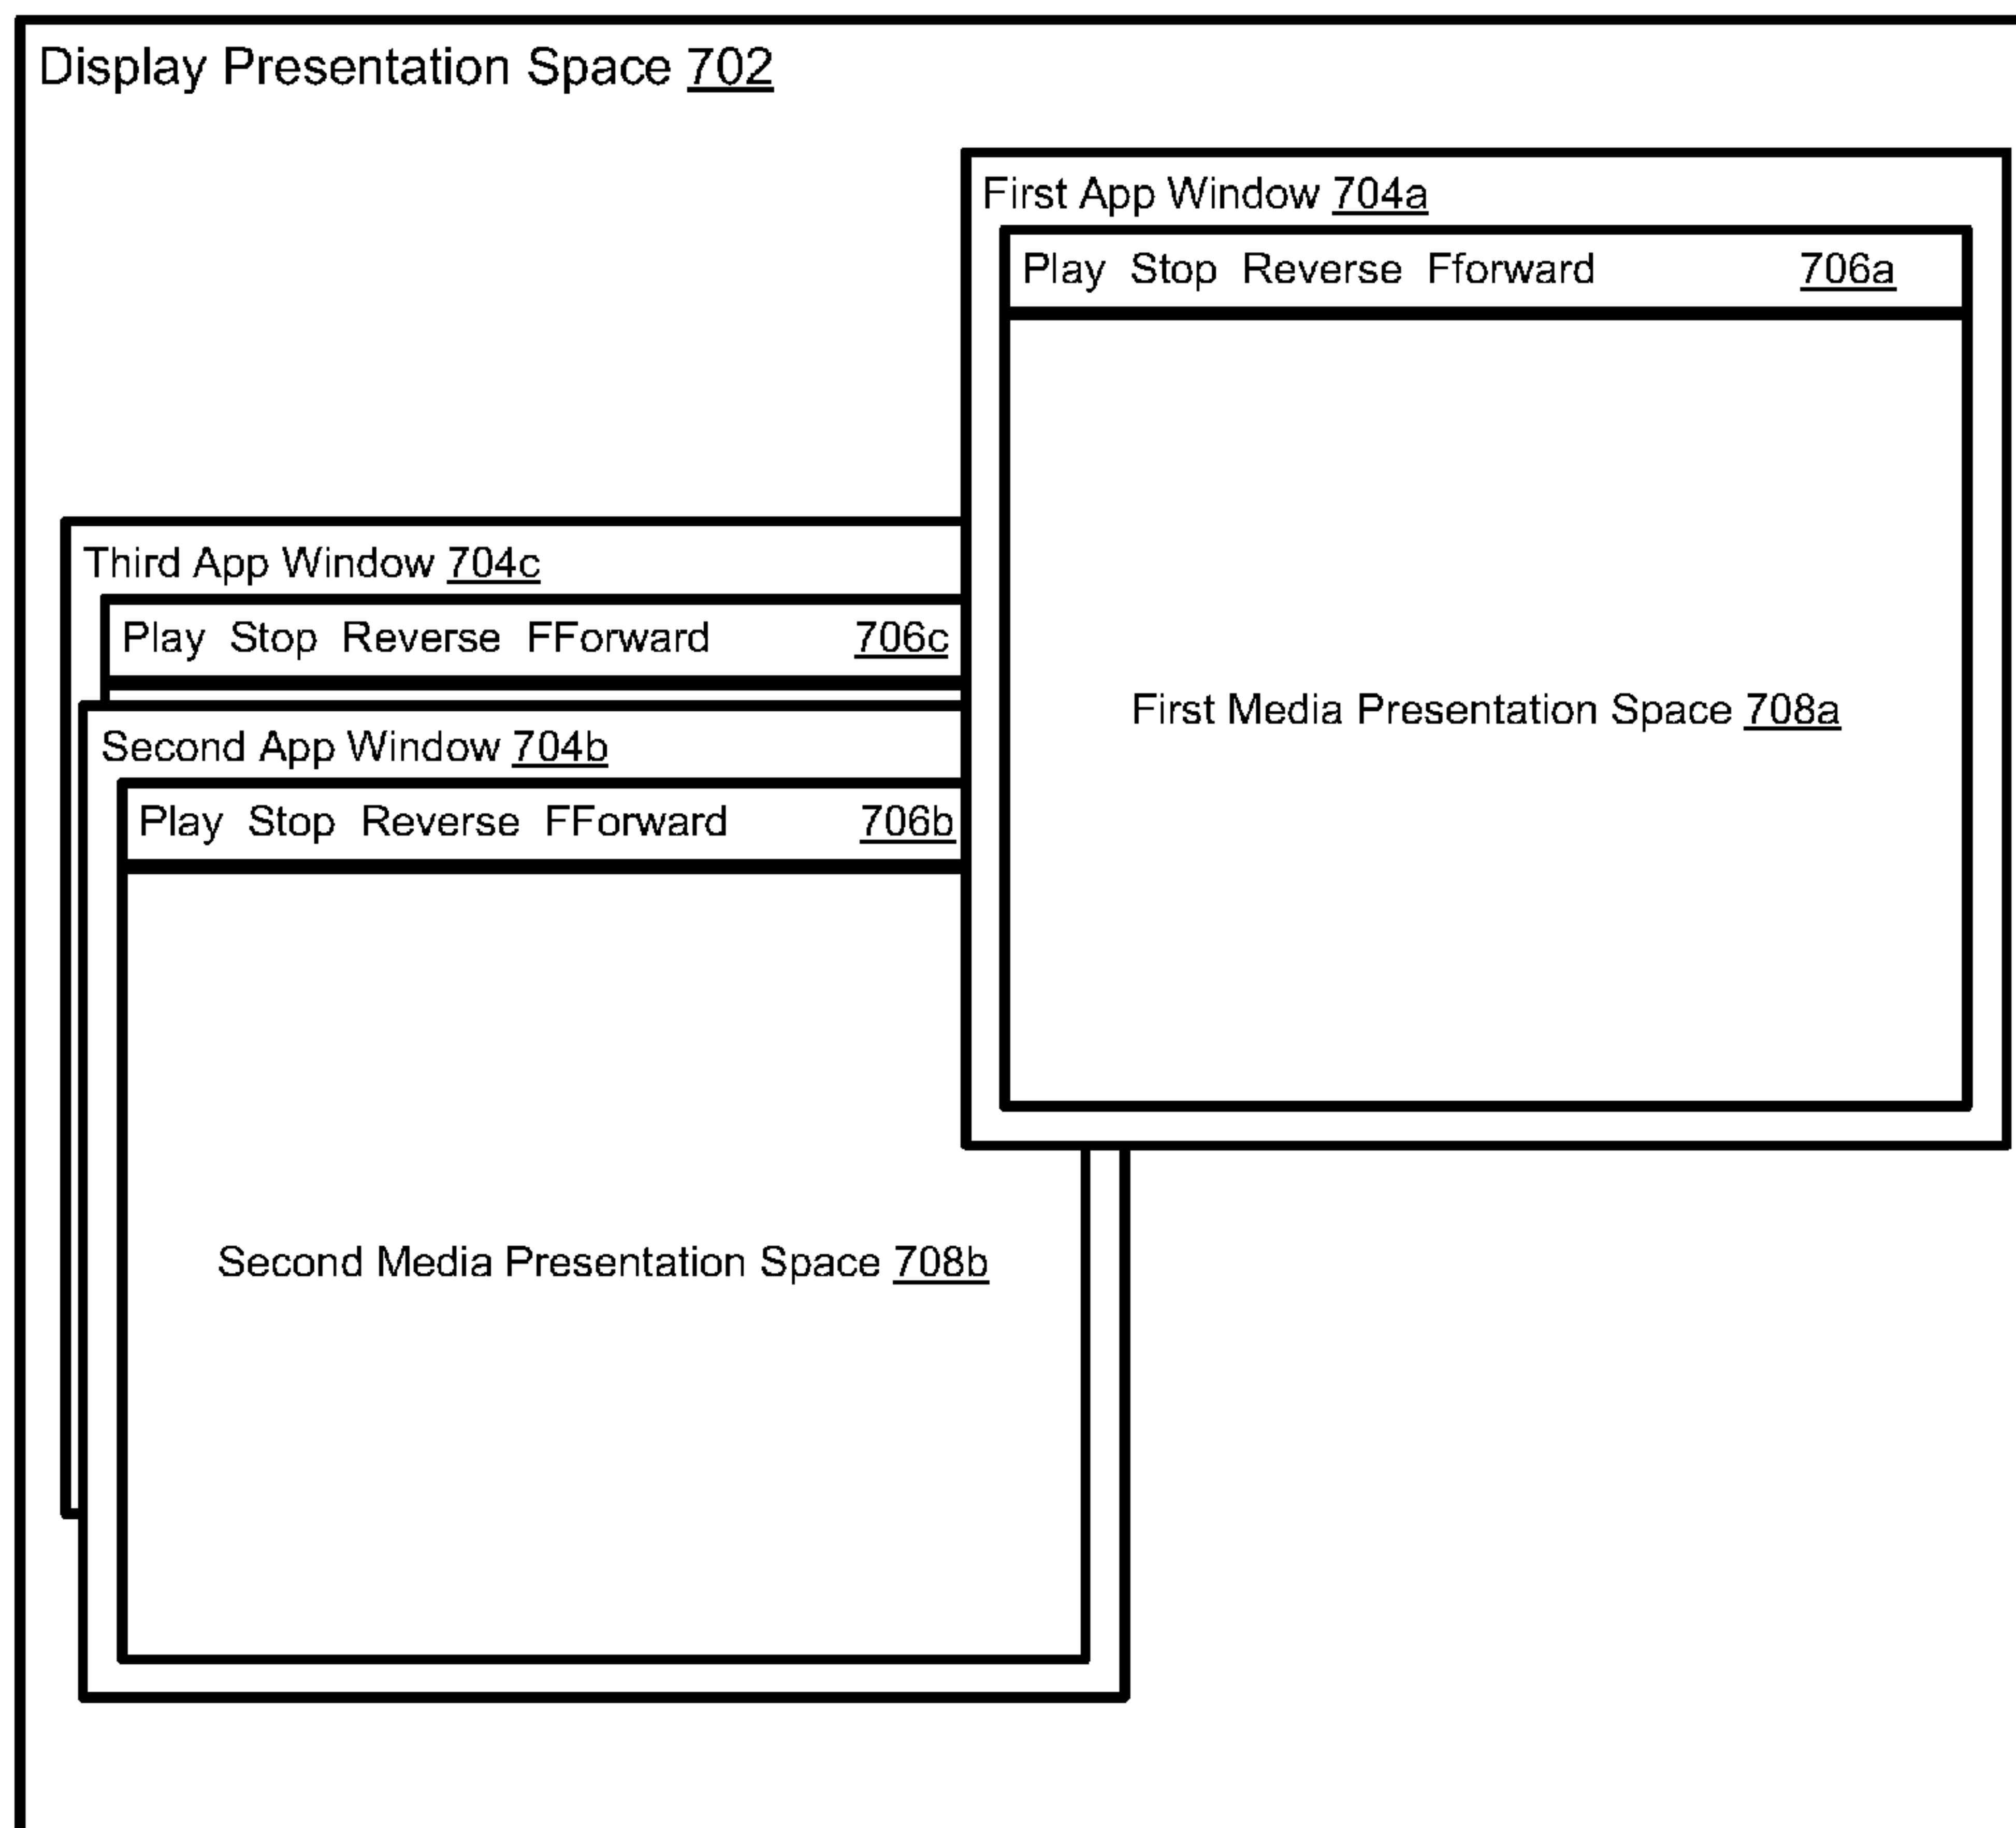 Display Presentation Space 702
First App Window 704a
Play Stop Reverse Fforward 706a
First Media Presentation Space 708a
Third App Window 704c
Play Stop Reverse FForward 706c
Second App Window 704b
Play Stop Reverse FForward 706b
Second Media Presentation Space 708b